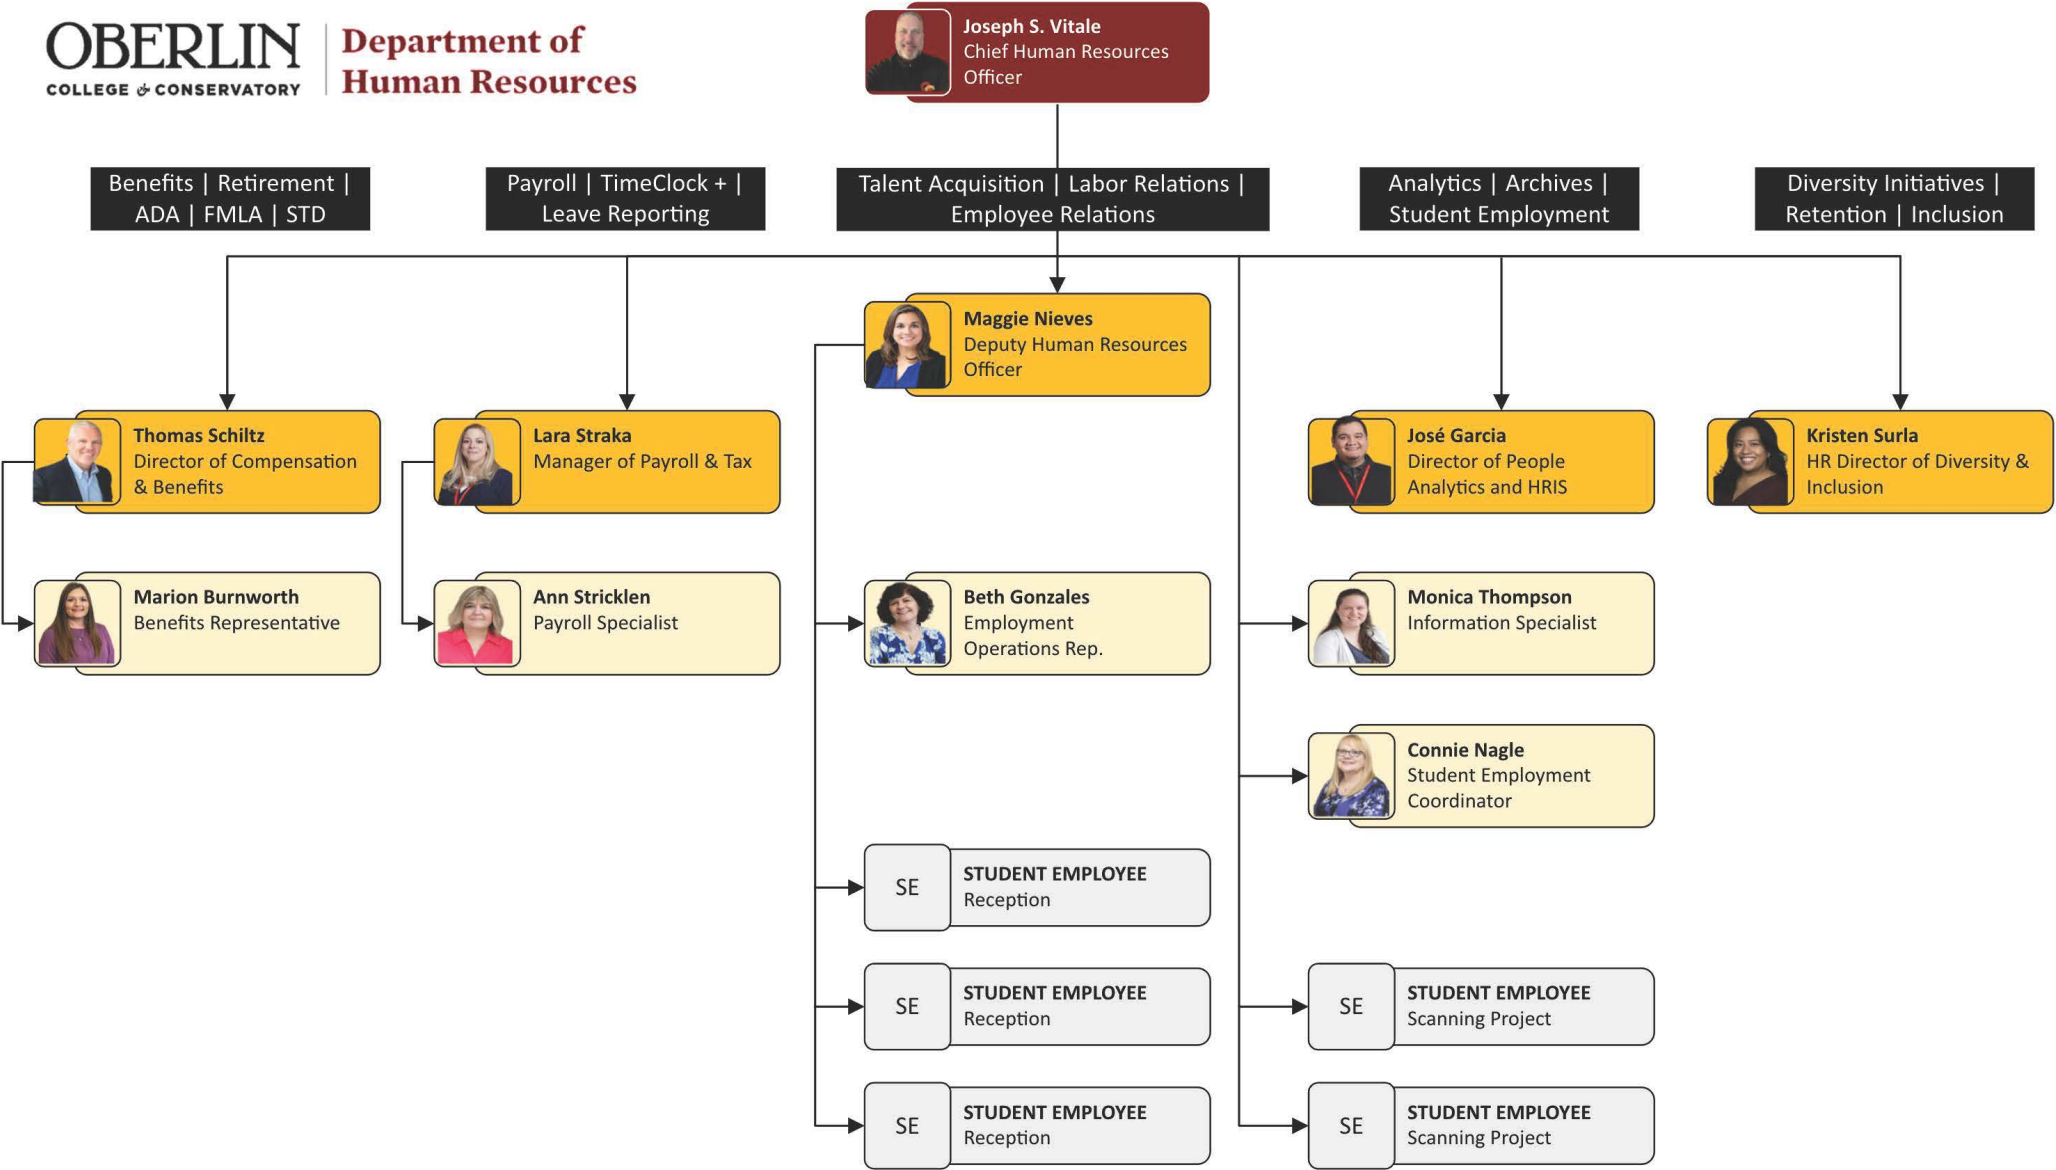 OBERLIN
COLLEGE & CONSERVATORY
Department of
Human Resources
Joseph S. Vitale
Chief Human Resources
Officer
Benefits | Retirement |
ADA | FMLA | STD
Payroll | TimeClock + |
Leave Reporting
Talent Acquisition | Labor Relations |
Employee Relations
Analytics | Archives |
Student Employment
Diversity Initiatives |
Retention | Inclusion
Maggie Nieves
Deputy Human Resources
Officer
Thomas Schiltz
Director of Compensation
& Benefits
Lara Straka
Manager of Payroll & Tax
José Garcia
Director of People
Analytics and HRIS
Kristen Surla
HR Director of Diversity &
Inclusion
Marion Burnworth
Benefits Representative
Ann Stricklen
Payroll Specialist
Beth Gonzales
Employment
Operations Rep.
Monica Thompson
Information Specialist
Connie Nagle
Student Employment
Coordinator
SE
STUDENT EMPLOYEE
Reception
SE
STUDENT EMPLOYEE
Reception
SE
STUDENT EMPLOYEE
Scanning Project
SE
STUDENT EMPLOYEE
Reception
SE
STUDENT EMPLOYEE
Scanning Project